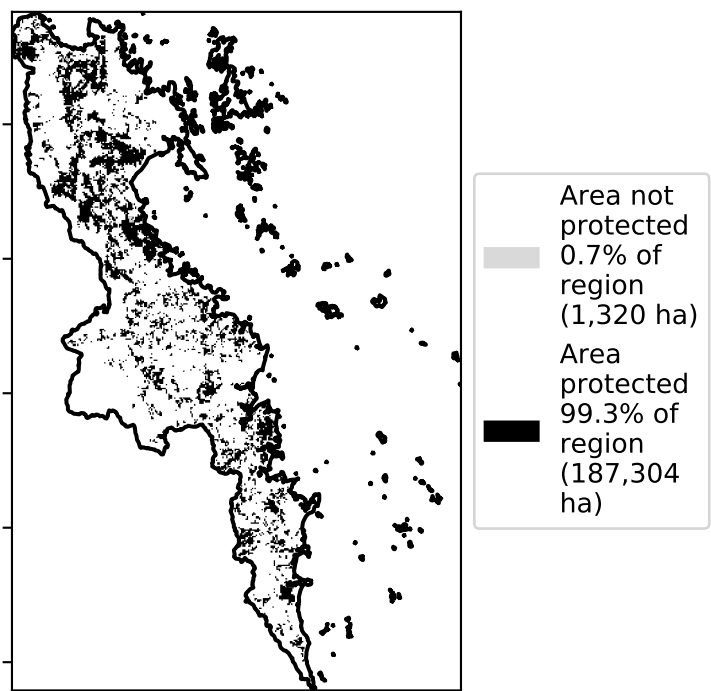 Area not
protected
0.7% of
region
(1,320 ha)
Area
protected
99.3% of
region
(187,304
ha)